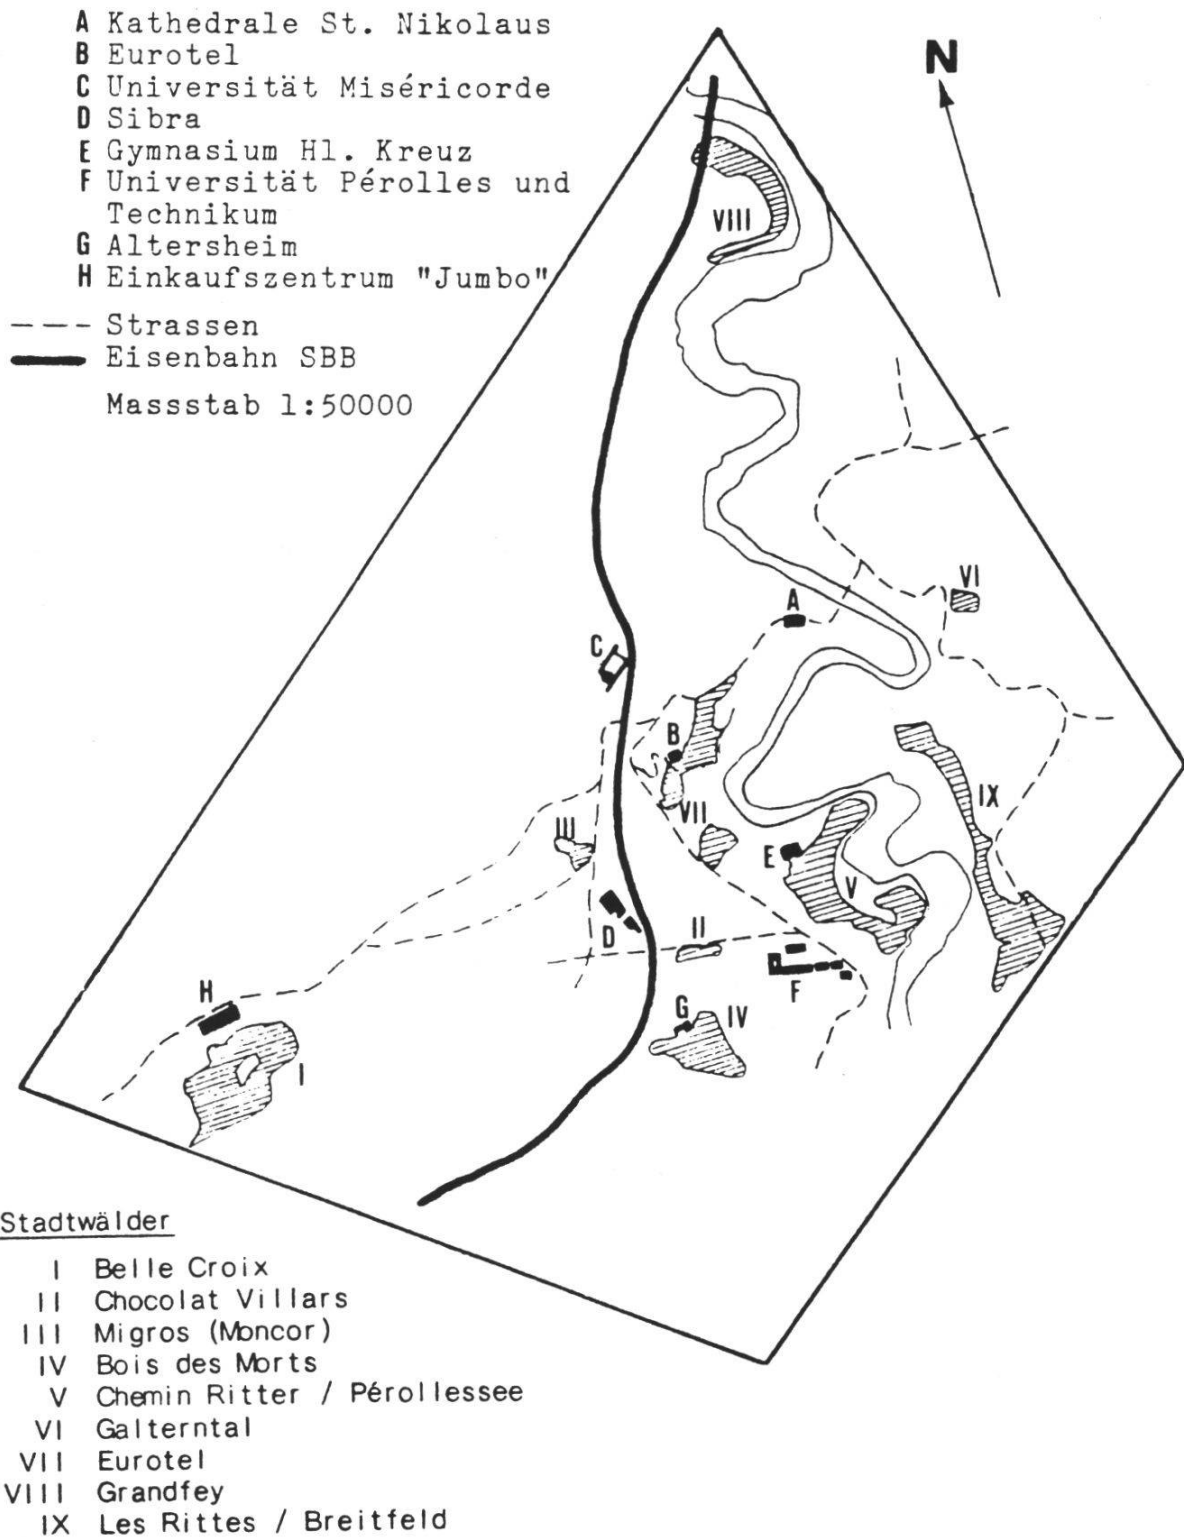 A Kathedrale St. Nikolaus
B Eurotel
C Universität Miséricorde
D Sibra
E Gymnasium Hl. Kreuz
F Universität Pérolles und
Technikum
G Altersheim
H Einkaufszentrum "Jumbo"
Strassen
Eisenbahn SBB
Massstab 1:50000
N
VIII
VI
A
C
B
IX
VII
III
E
V
D
II
F
H
G
IV
I
Stadtwälder
I Belle Croix
II Chocolat Villars
III Migros (Moncor)
IV Bois des Morts
V Chemin Ritter / Pérollessee
VI Galterntal
VII Eurotel
VIII Grandfey
IX Les Rittes / Breitfeld